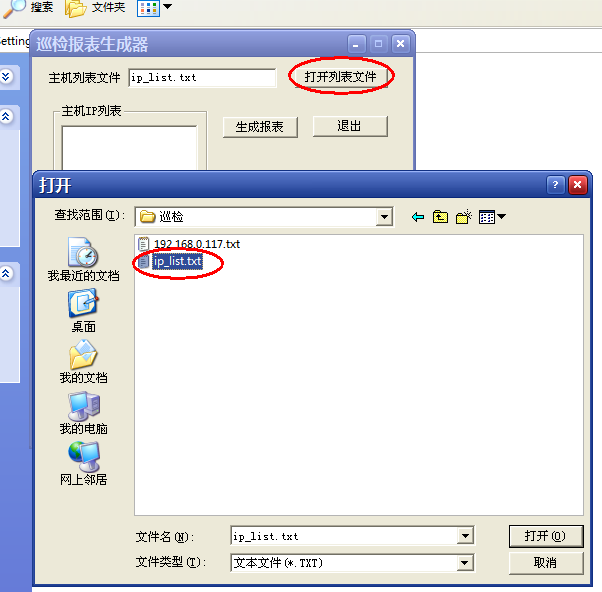 搜索 文件夹
etting
巡检报表生成器
主机列表文件 ip_list.txt 打开列表文件
主机IP列表
生成报表 退出
打开
查找范围(I): 巡检
192.168.0.117.txt
ip_list.txt
我最近的文档
桌面
我的文档
我的电脑
网上邻居
文件名(N): ip_list.txt 打开(O)
文件类型(T): 文本文件(*.TXT) 取消